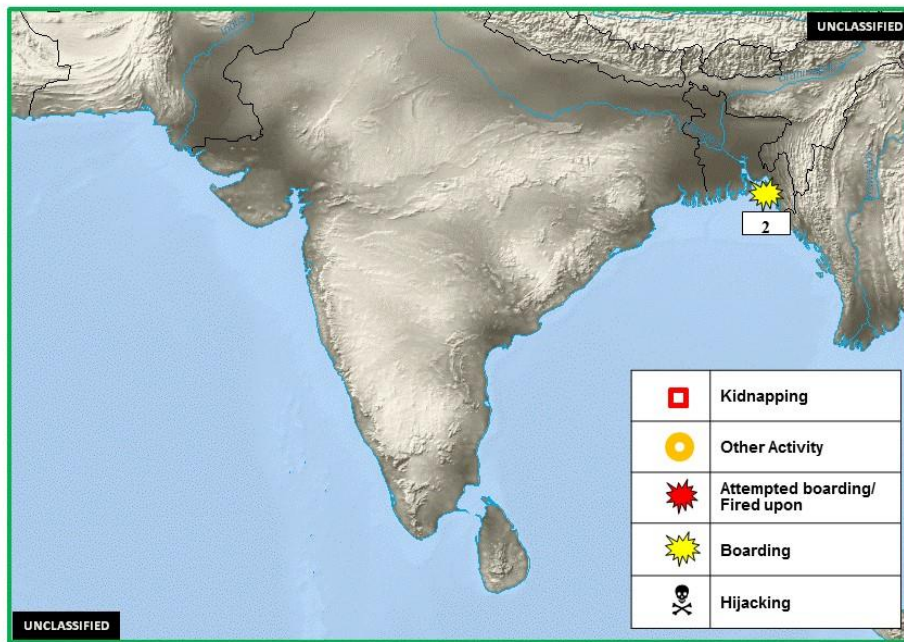 UNCLASSIFIED
2
Kidnapping
Other Activity
Attempted boarding/
Fired upon
Boarding
Hijacking
UNCLASSIFIED